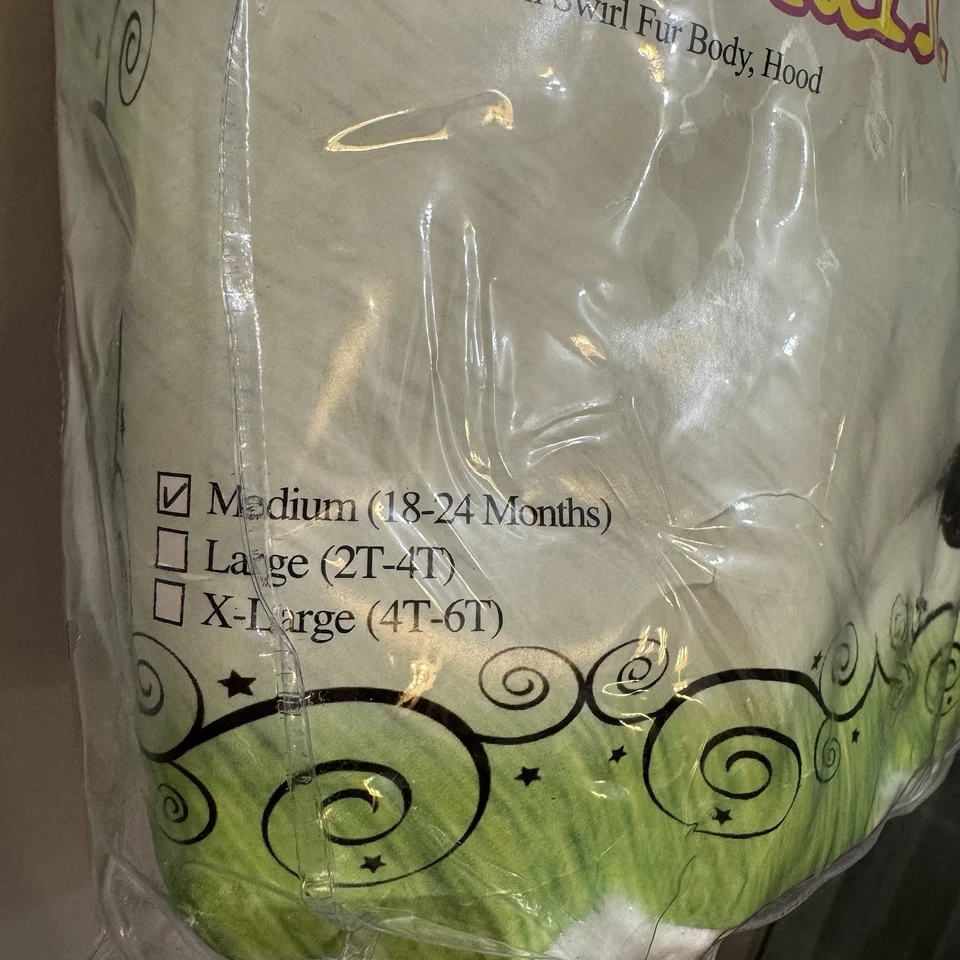 Swirl Fur Body, Hood
Medium (18-24 Months)
Large (2T-4T)
X-Large (4T-6T)